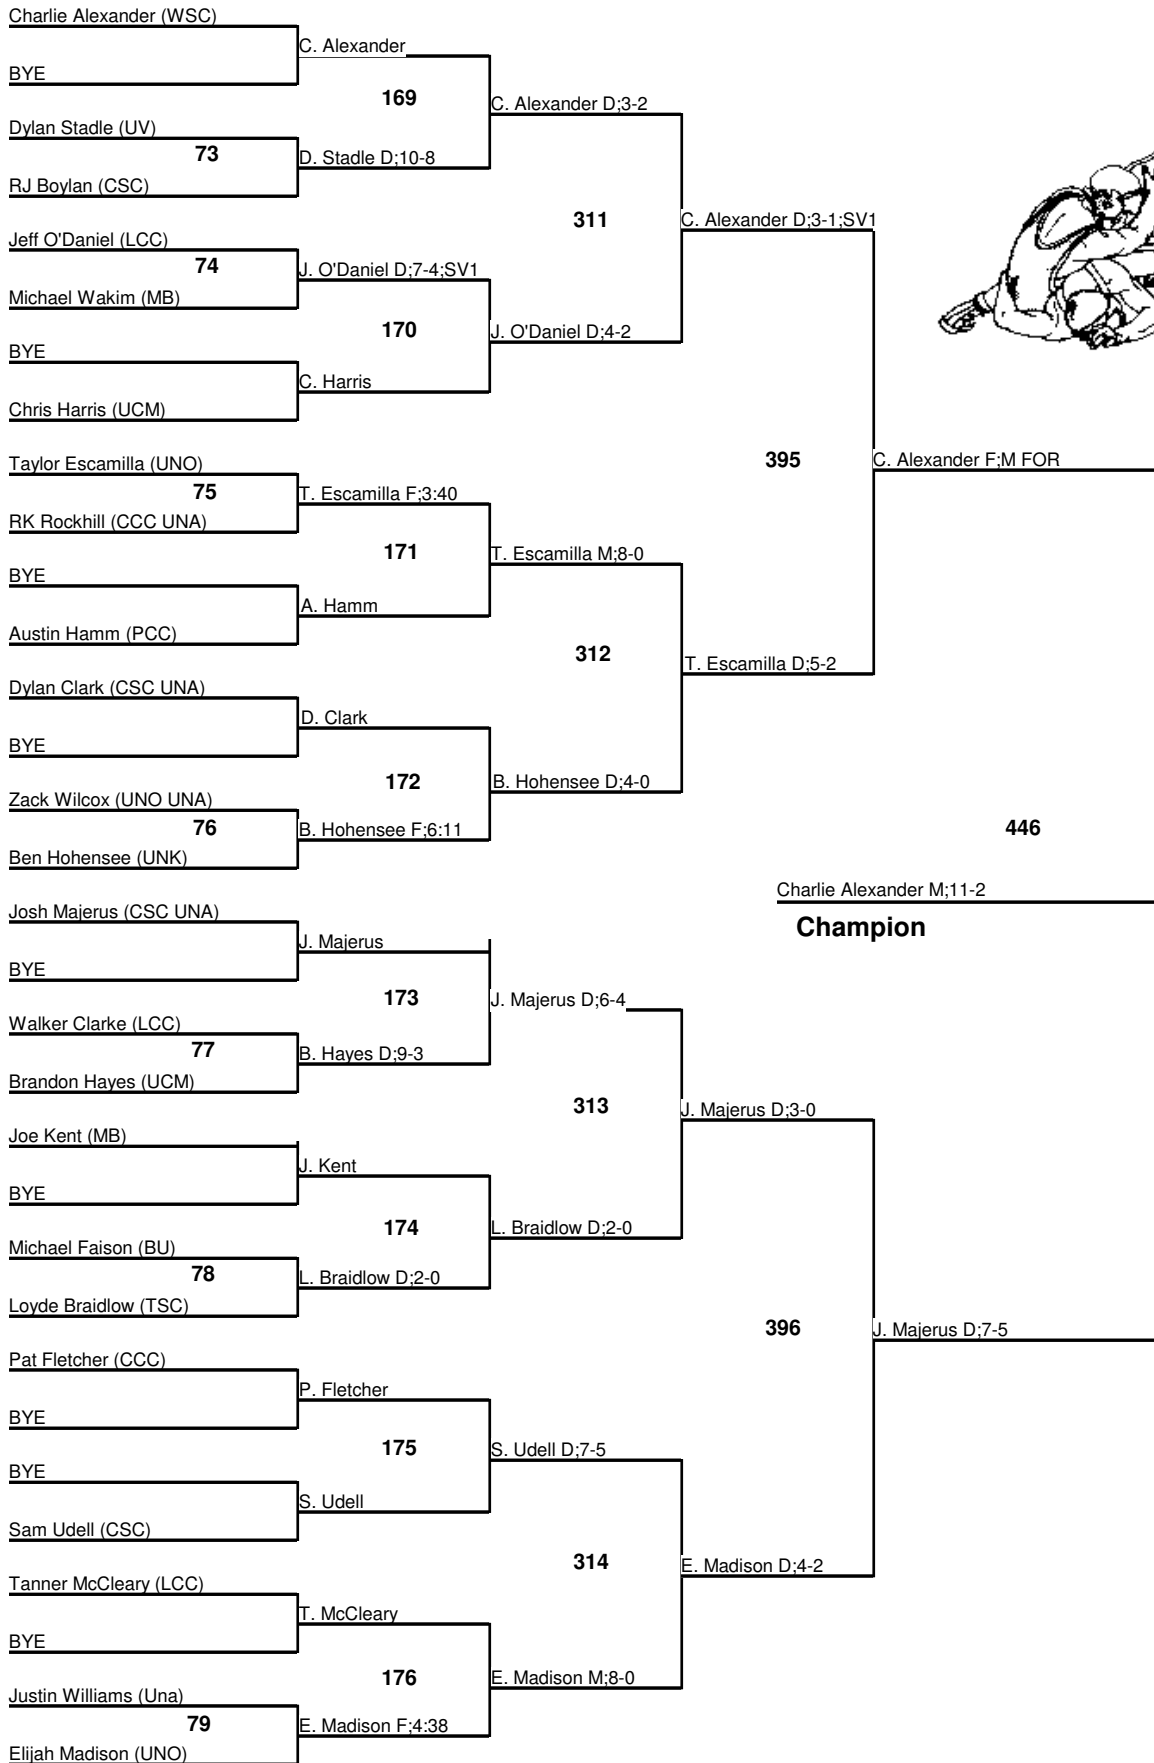 Charlie Alexander (WSC)
C. Alexander
BYE
169
C. Alexander D;3-2
Dylan Stadle (UV)
73
D. Stadle D;10-8
RJ Boylan (CSC)
311
C. Alexander D;3-1;SV1
Jeff O'Daniel (LCC)
74
J. O'Daniel D;7-4;SV1
Michael Wakim (MB)
170
J. O'Daniel D;4-2
BYE
C. Harris
Chris Harris (UCM)
395
C. Alexander F;M FOR
Taylor Escamilla (UNO)
75
T. Escamilla F;3:40
RK Rockhill (CCC UNA)
171
T. Escamilla M;8-0
BYE
A. Hamm
Austin Hamm (PCC)
312
T. Escamilla D;5-2
Dylan Clark (CSC UNA)
D. Clark
BYE
172
B. Hohensee D;4-0
Zack Wilcox (UNO UNA)
76
B. Hohensee F;6:11
Ben Hohensee (UNK)
446
Charlie Alexander M;11-2
Champion
Josh Majerus (CSC UNA)
J. Majerus
BYE
173
J. Majerus D;6-4
Walker Clarke (LCC)
77
B. Hayes D;9-3
Brandon Hayes (UCM)
313
J. Majerus D;3-0
Joe Kent (MB)
J. Kent
BYE
174
L. Braidlow D;2-0
Michael Faison (BU)
78
L. Braidlow D;2-0
Loyde Braidlow (TSC)
396
J. Majerus D;7-5
Pat Fletcher (CCC)
P. Fletcher
BYE
175
S. Udell D;7-5
BYE
S. Udell
Sam Udell (CSC)
314
E. Madison D;4-2
Tanner McCleary (LCC)
T. McCleary
BYE
176
E. Madison M;8-0
Justin Williams (Una)
79
E. Madison F;4:38
Elijah Madison (UNO)